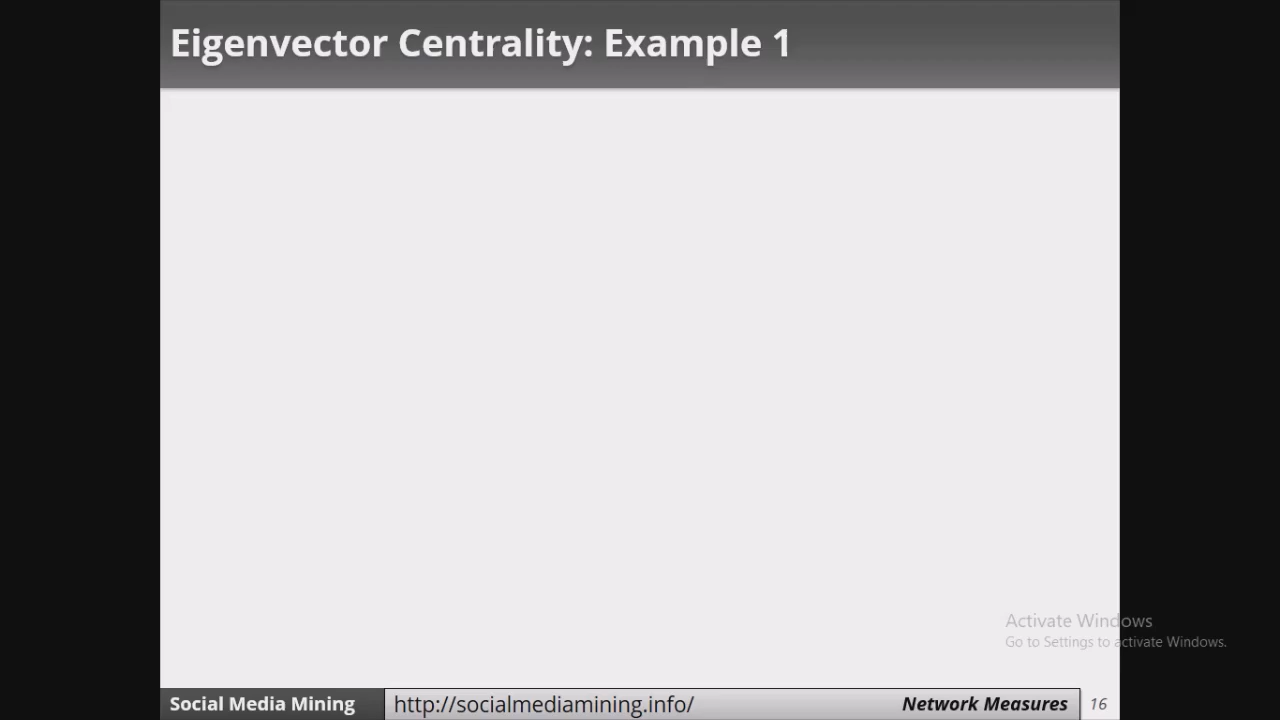 Eigenvector Centrality: Example 1
Activate Windows
Go to Settings to activate Windows.
Social Media Mining
http://socialmediamining.info/
Network Measures
16